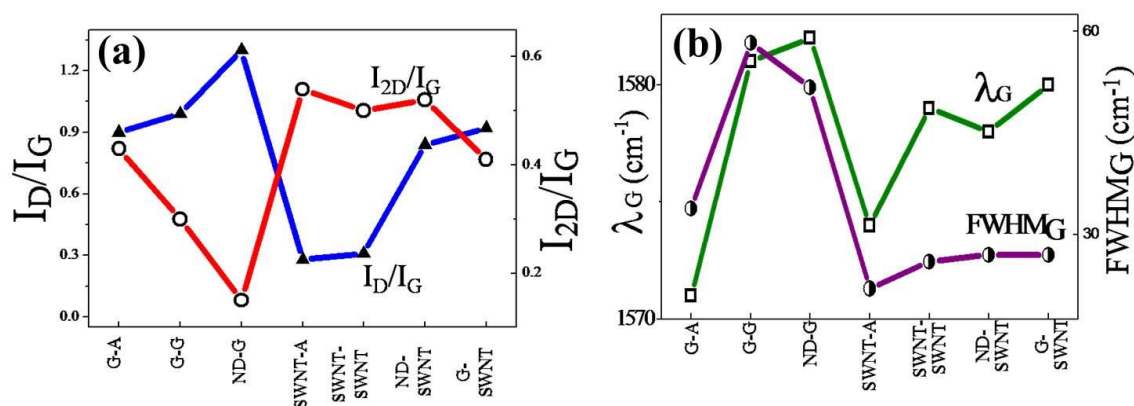 (a)
I_D/I_G
1.2
0.9
0.6
0.3
0.0
I_2D/I_G
I_D/I_G
0.6
0.4
0.2
I_2D/I_G
G-A
G-G
ND-G
SWNT-A
SWNT-
SWNT
ND-
SWNT
G-
SWNT
(b)
λ_G (cm⁻¹)
1580
1570
λ_G
FWHM_G
60
30
FWHM_G (cm⁻¹)
G-A
G-G
ND-G
SWNT-A
SWNT-
SWNT
ND-
SWNT
G-
SWNT